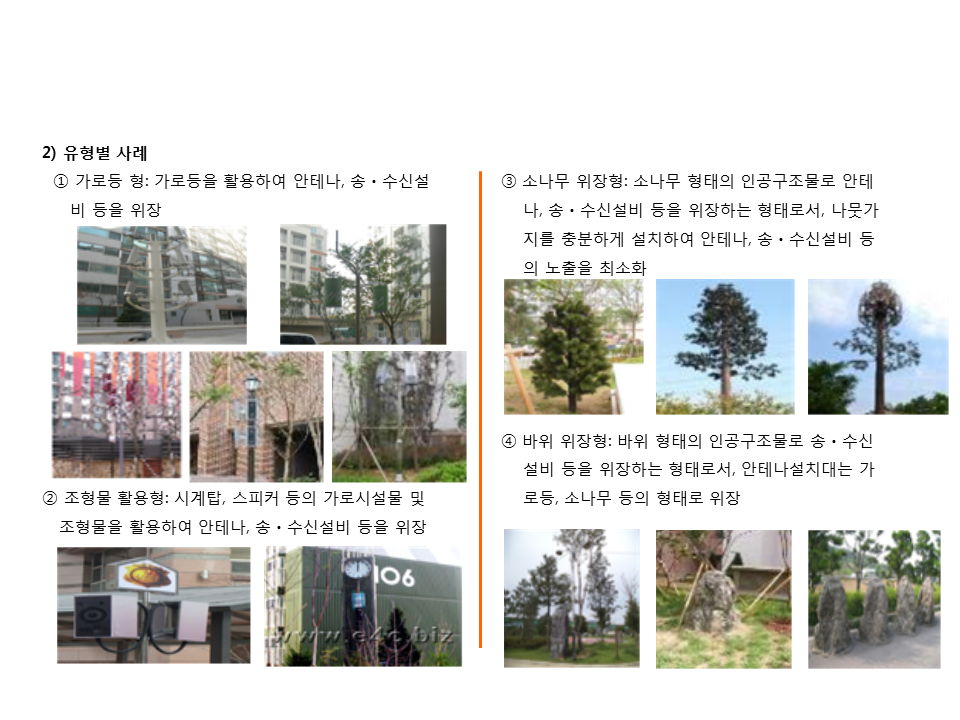 2) 유형별 사례
① 가로등 형: 가로등을 활용하여 안테나, 송・수신설
비 등을 위장
② 조형물 활용형: 시계탑, 스피커 등의 가로시설물 및
조형물을 활용하여 안테나, 송・수신설비 등을 위장
106
www.c4c.biz
③ 소나무 위장형: 소나무 형태의 인공구조물로 안테
나, 송・수신설비 등을 위장하는 형태로서, 나뭇가
지를 충분하게 설치하여 안테나, 송・수신설비 등
의 노출을 최소화
④ 바위 위장형: 바위 형태의 인공구조물로 송・수신
설비 등을 위장하는 형태로서, 안테나설치대는 가
로등, 소나무 등의 형태로 위장